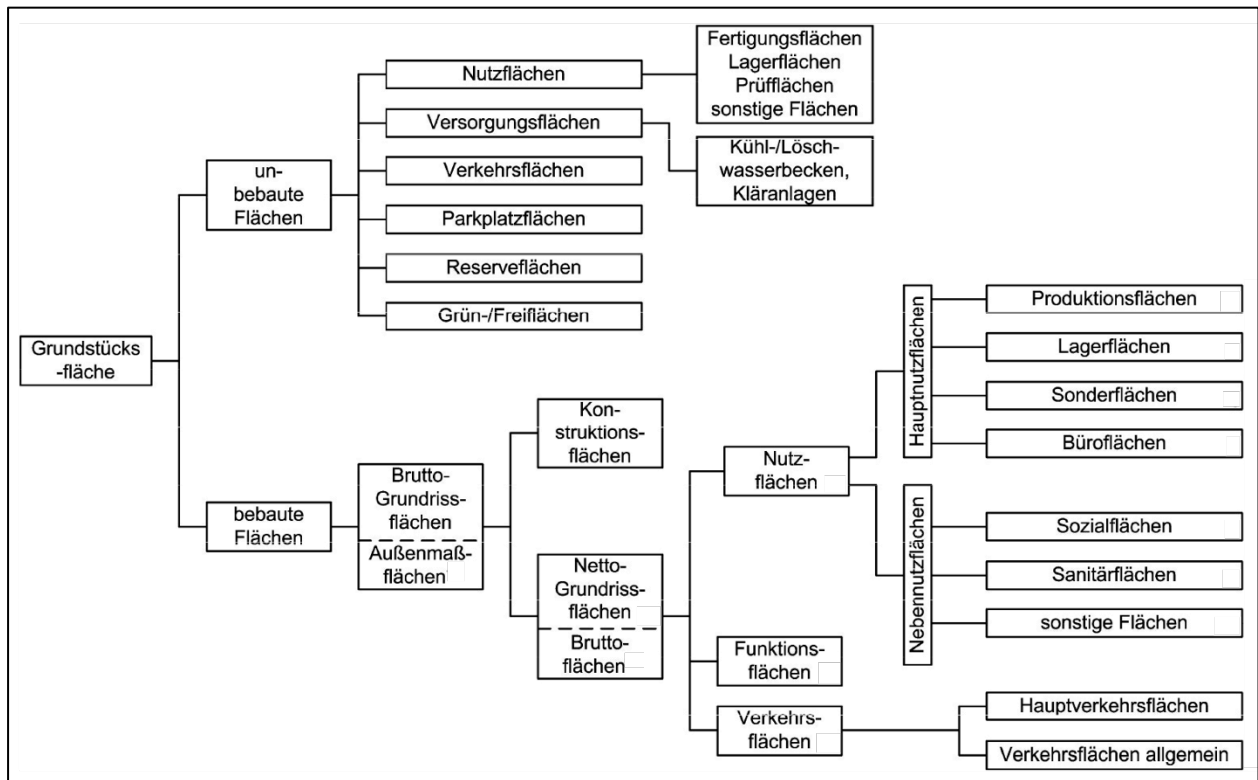 Fertigungsflächen
Lagerflächen
Prüfflächen
sonstige Flächen
Nutzflächen
Versorgungsflächen
Kühl-/Lösch-
wasserbecken,
Kläranlagen
un-
bebaute
Flächen
Verkehrsflächen
Parkplatzflächen
Reserveflächen
Grün-/Freiflächen
Grundstücks
-fläche
bebaute
Flächen
Brutto-
Grundriss-
flächen
Außenmaß-
flächen
Kon-
struktions-
flächen
Netto-
Grundriss-
flächen
Brutto-
flächen
Nutz-
flächen
Funktions-
flächen
Verkehrs-
flächen
Hauptnutzflächen
Produktionsflächen
Lagerflächen
Sonderflächen
Büroflächen
Nebennutzflächen
Sozialflächen
Sanitärflächen
sonstige Flächen
Hauptverkehrsflächen
Verkehrsflächen allgemein